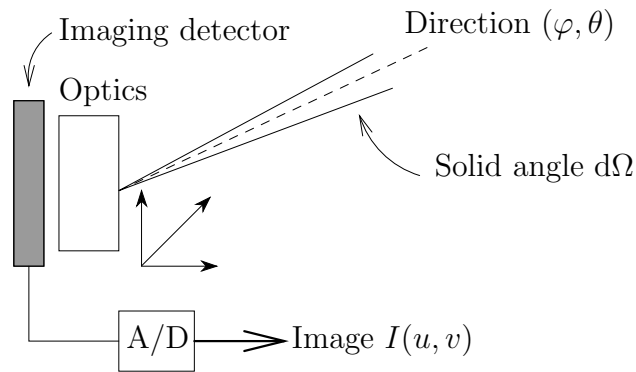 Direction (φ, θ)
Imaging detector
Optics
Solid angle dΩ
A/D
Image I(u, v)